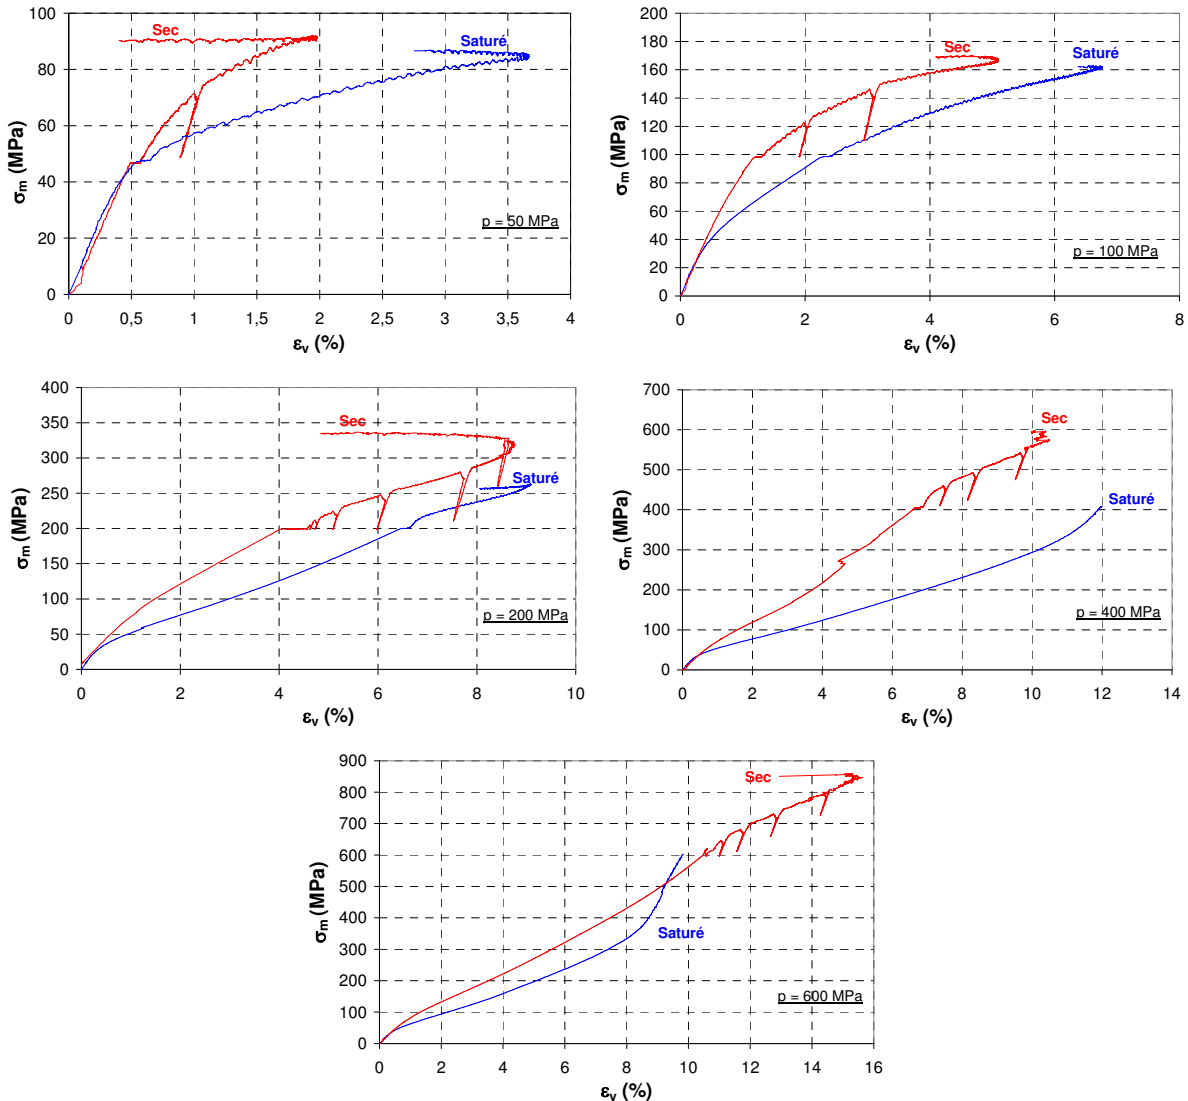 100
80
60
40
20
0
σm (MPa)
Sec
Saturé
p = 50 MPa
0 0,5 1 1,5 2 2,5 3 3,5 4
εv (%)
200
180
160
140
120
100
80
60
40
20
0
σm (MPa)
Sec
Saturé
p = 100 MPa
0 2 4 6 8
εv (%)
400
350
300
250
200
150
100
50
0
σm (MPa)
Sec
Saturé
p = 200 MPa
0 2 4 6 8 10
εv (%)
700
600
500
400
300
200
100
0
σm (MPa)
Sec
Saturé
p = 400 MPa
0 2 4 6 8 10 12 14
εv (%)
900
800
700
600
500
400
300
200
100
0
σm (MPa)
Sec
Saturé
p = 600 MPa
0 2 4 6 8 10 12 14 16
εv (%)